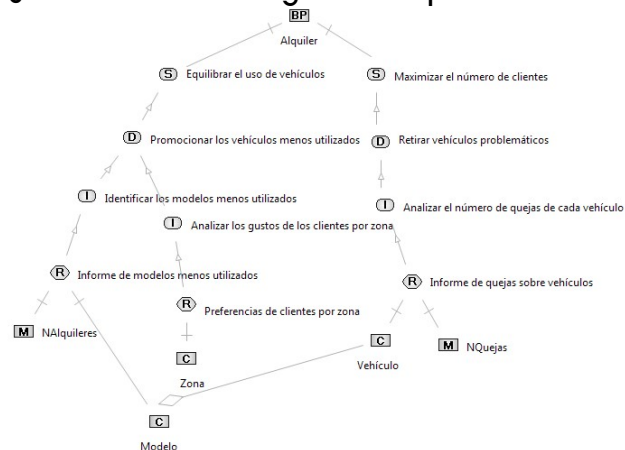 BP
Alquiler
S Equilibrar el uso de vehículos
S Maximizar el número de clientes
D Promocionar los vehículos menos utilizados
D Retirar vehículos problemáticos
I Identificar los modelos menos utilizados
I Analizar el número de quejas de cada vehículo
I Analizar los gustos de los clientes por zona
R Informe de modelos menos utilizados
R Informe de quejas sobre vehículos
R Preferencias de clientes por zona
M NAlquileres
C
Vehículo
M NQuejas
C
Zona
C
Modelo